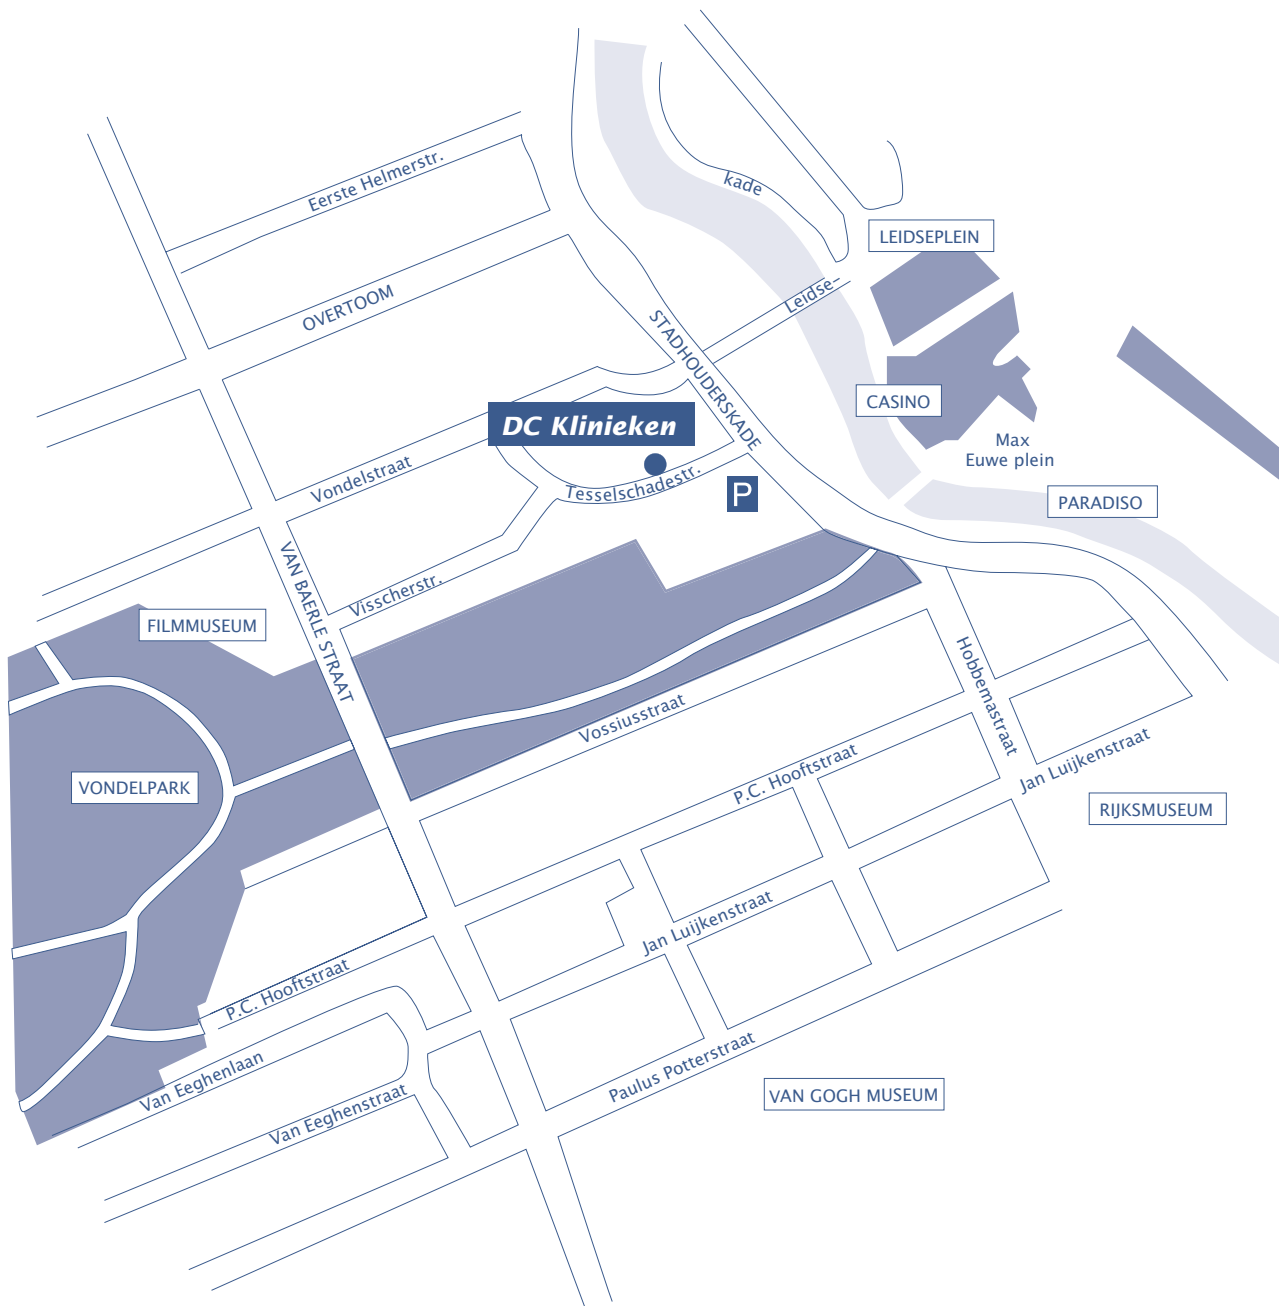 Eerste Helmerstr.
kade
LEIDSEPLEIN
OVERTOOM
Leidse–
STADHOUDERSKADE
CASINO
DC Klinieken
Max
Euwe plein
Vondelstraat
Tesselschadestr.
P
PARADISO
VAN BAERLE STRAAT
Visscherstr.
FILMMUSEUM
Hobbemastraat
Vossiusstraat
VONDELPARK
P.C. Hooftstraat
Jan Luijkenstraat
RIJKSMUSEUM
Jan Luijkenstraat
P.C. Hooftstraat
Van Eeghenlaan
Paulus Potterstraat
VAN GOGH MUSEUM
Van Eeghenstraat